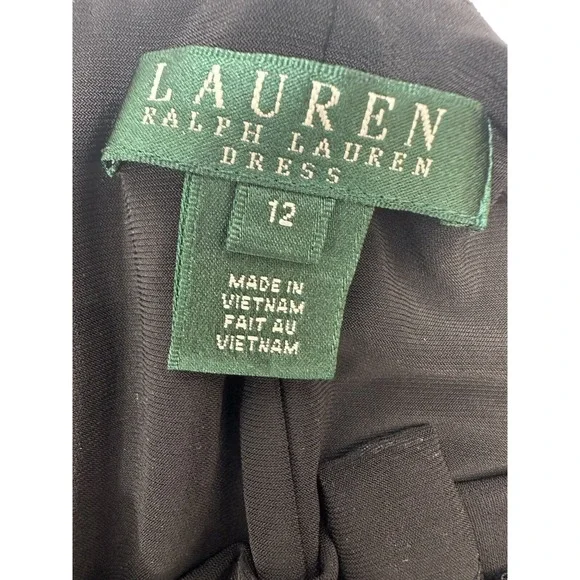 LAUREN
RALPH LAUREN
DRESS
12
MADE IN
VIETNAM
FAIT AU
VIETNAM